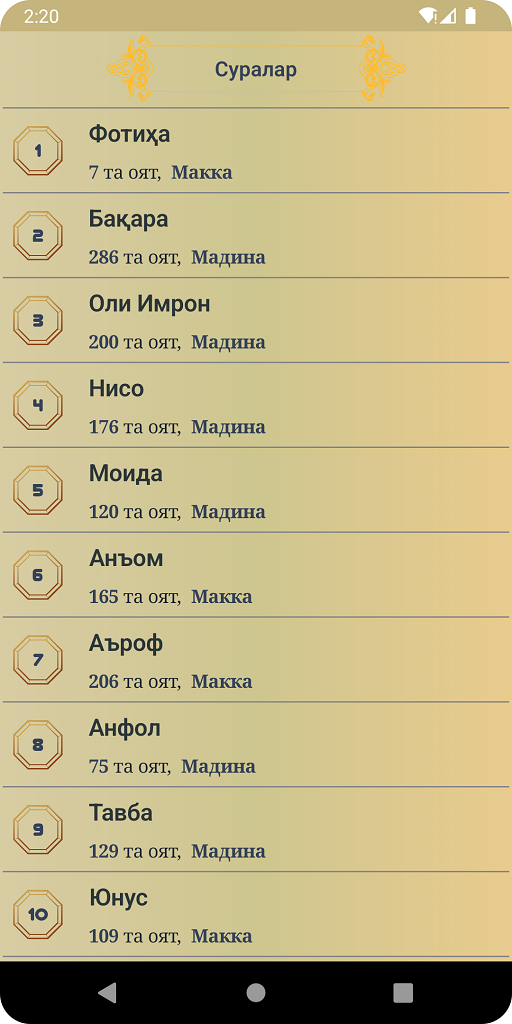 2:20
Суралар
1
Фотиҳа
7 та оят, Макка
2
Бақара
286 та оят, Мадина
3
Оли Имрон
200 та оят, Мадина
4
Нисо
176 та оят, Мадина
5
Моида
120 та оят, Мадина
6
Анъом
165 та оят, Макка
7
Аъроф
206 та оят, Макка
8
Анфол
75 та оят, Мадина
9
Тавба
129 та оят, Мадина
10
Юнус
109 та оят, Макка